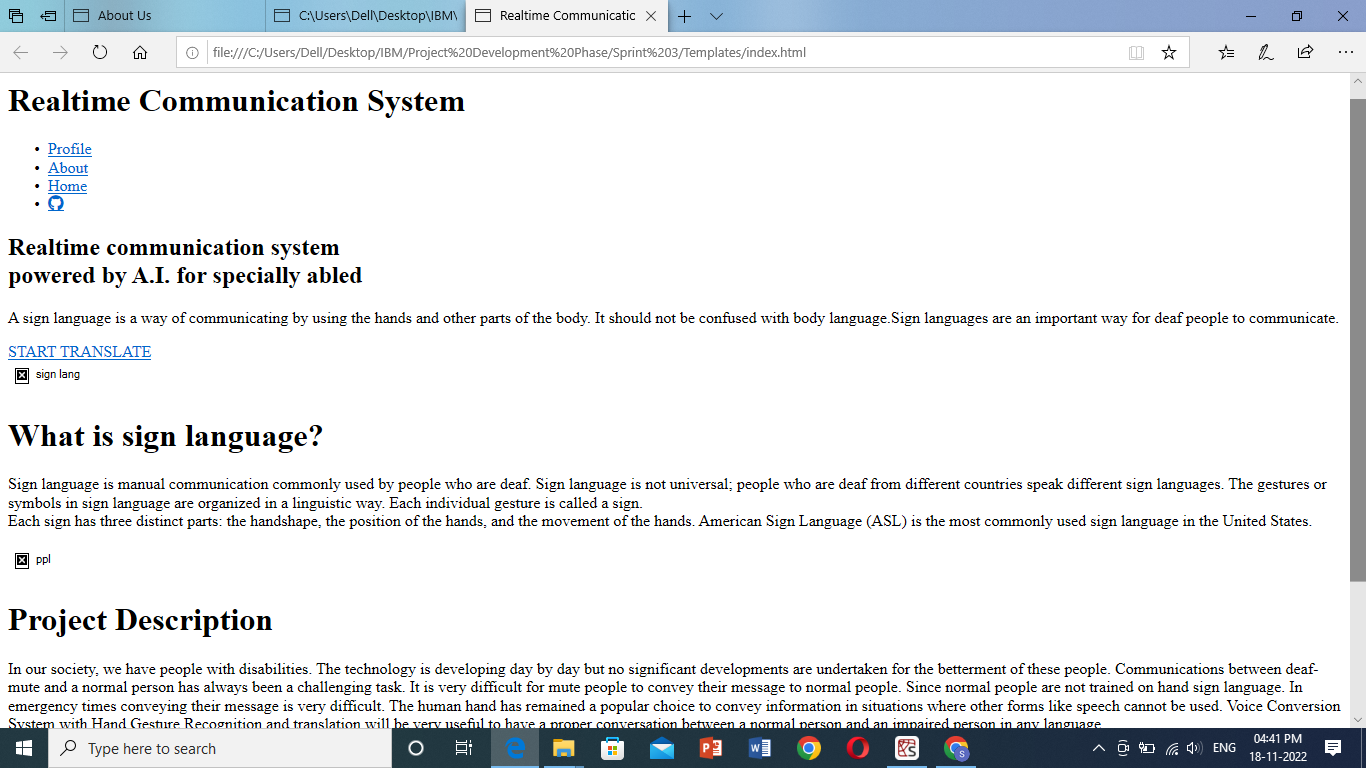 About Us
C:\Users\Dell\Desktop\IBM\
Realtime Communicatic
file:///C:/Users/Dell/Desktop/IBM/Project%20Development%20Phase/Sprint%203/Templates/index.html
Realtime Communication System
• Profile
• About
• Home
Realtime communication system
powered by A.I. for specially abled
A sign language is a way of communicating by using the hands and other parts of the body. It should not be confused with body language.Sign languages are an important way for deaf people to communicate.
START TRANSLATE
sign lang
What is sign language?
Sign language is manual communication commonly used by people who are deaf. Sign language is not universal; people who are deaf from different countries speak different sign languages. The gestures or
symbols in sign language are organized in a linguistic way. Each individual gesture is called a sign.
Each sign has three distinct parts: the handshape, the position of the hands, and the movement of the hands. American Sign Language (ASL) is the most commonly used sign language in the United States.
ppl
Project Description
In our society, we have people with disabilities. The technology is developing day by day but no significant developments are undertaken for the betterment of these people. Communications between deaf-
mute and a normal person has always been a challenging task. It is very difficult for mute people to convey their message to normal people. Since normal people are not trained on hand sign language. In
emergency times conveying their message is very difficult. The human hand has remained a popular choice to convey information in situations where other forms like speech cannot be used. Voice Conversion
System with Hand Gesture Recognition and translation will be very useful to have a proper conversation between a normal person and an impaired person in any language.
Type here to search
ENG
04:41 PM
18-11-2022